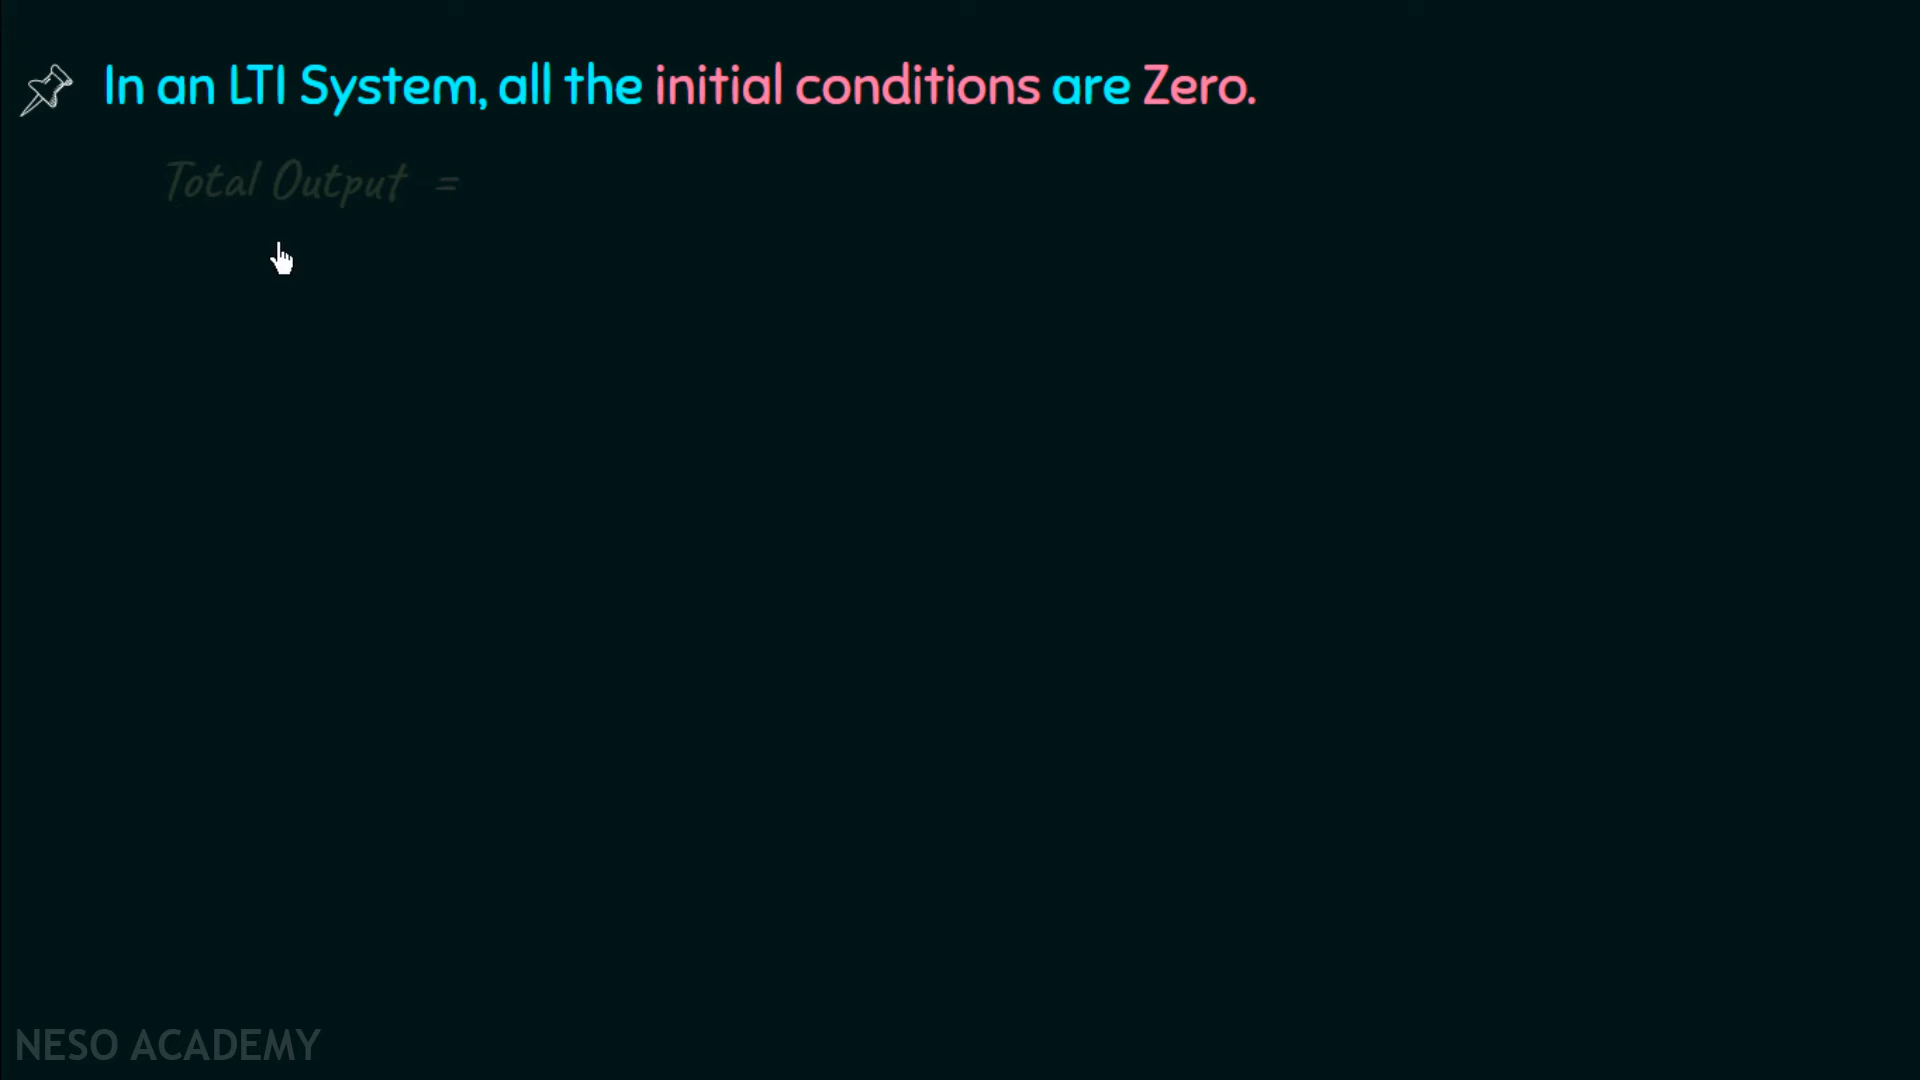 In an LTI System, all the initial conditions are Zero.
Total Output =
NESO ACADEMY